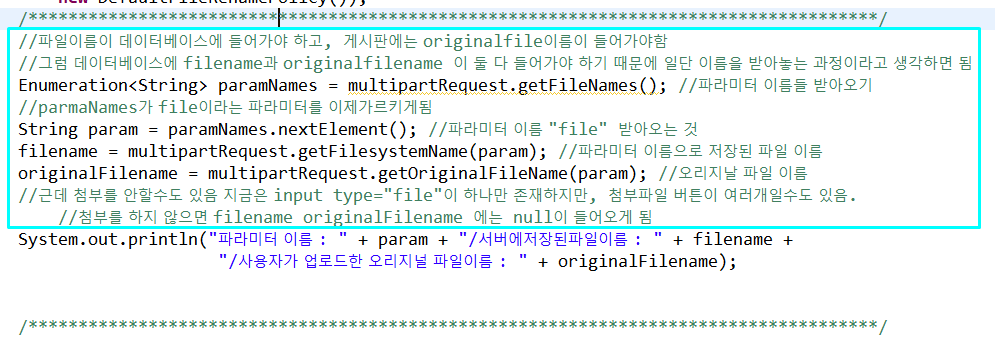 new DefaultFileRenamePolicy());
/*************************************************************************************/
//파일이름이 데이터베이스에 들어가야 하고, 게시판에는 originalfile이름이 들어가야함
//그럼 데이터베이스에 filename과 originalfilename 이 둘 다 들어가야 하기 때문에 일단 이름을 받아놓는 과정이라고 생각하면 됨
Enumeration<String> paramNames = multipartRequest.getFileNames(); //파라미터 이름들 받아오기
//parmaNames가 file이라는 파라미터를 이제가르키게됨
String param = paramNames.nextElement(); //파라미터 이름 "file" 받아오는 것
filename = multipartRequest.getFilesystemName(param); //파라미터 이름으로 저장된 파일 이름
originalFilename = multipartRequest.getOriginalFileName(param); //오리지날 파일 이름
//근데 첨부를 안할수도 있음 지금은 input type="file"이 하나만 존재하지만, 첨부파일 버튼이 여러개일수도 있음.
//첨부를 하지 않으면 filename originalFilename 에는 null이 들어오게 됨
System.out.println("파라미터 이름 : " + param + "/서버에저장된파일이름 : " + filename +
"/사용자가 업로드한 오리지널 파일이름 : " + originalFilename);
/*************************************************************************************/